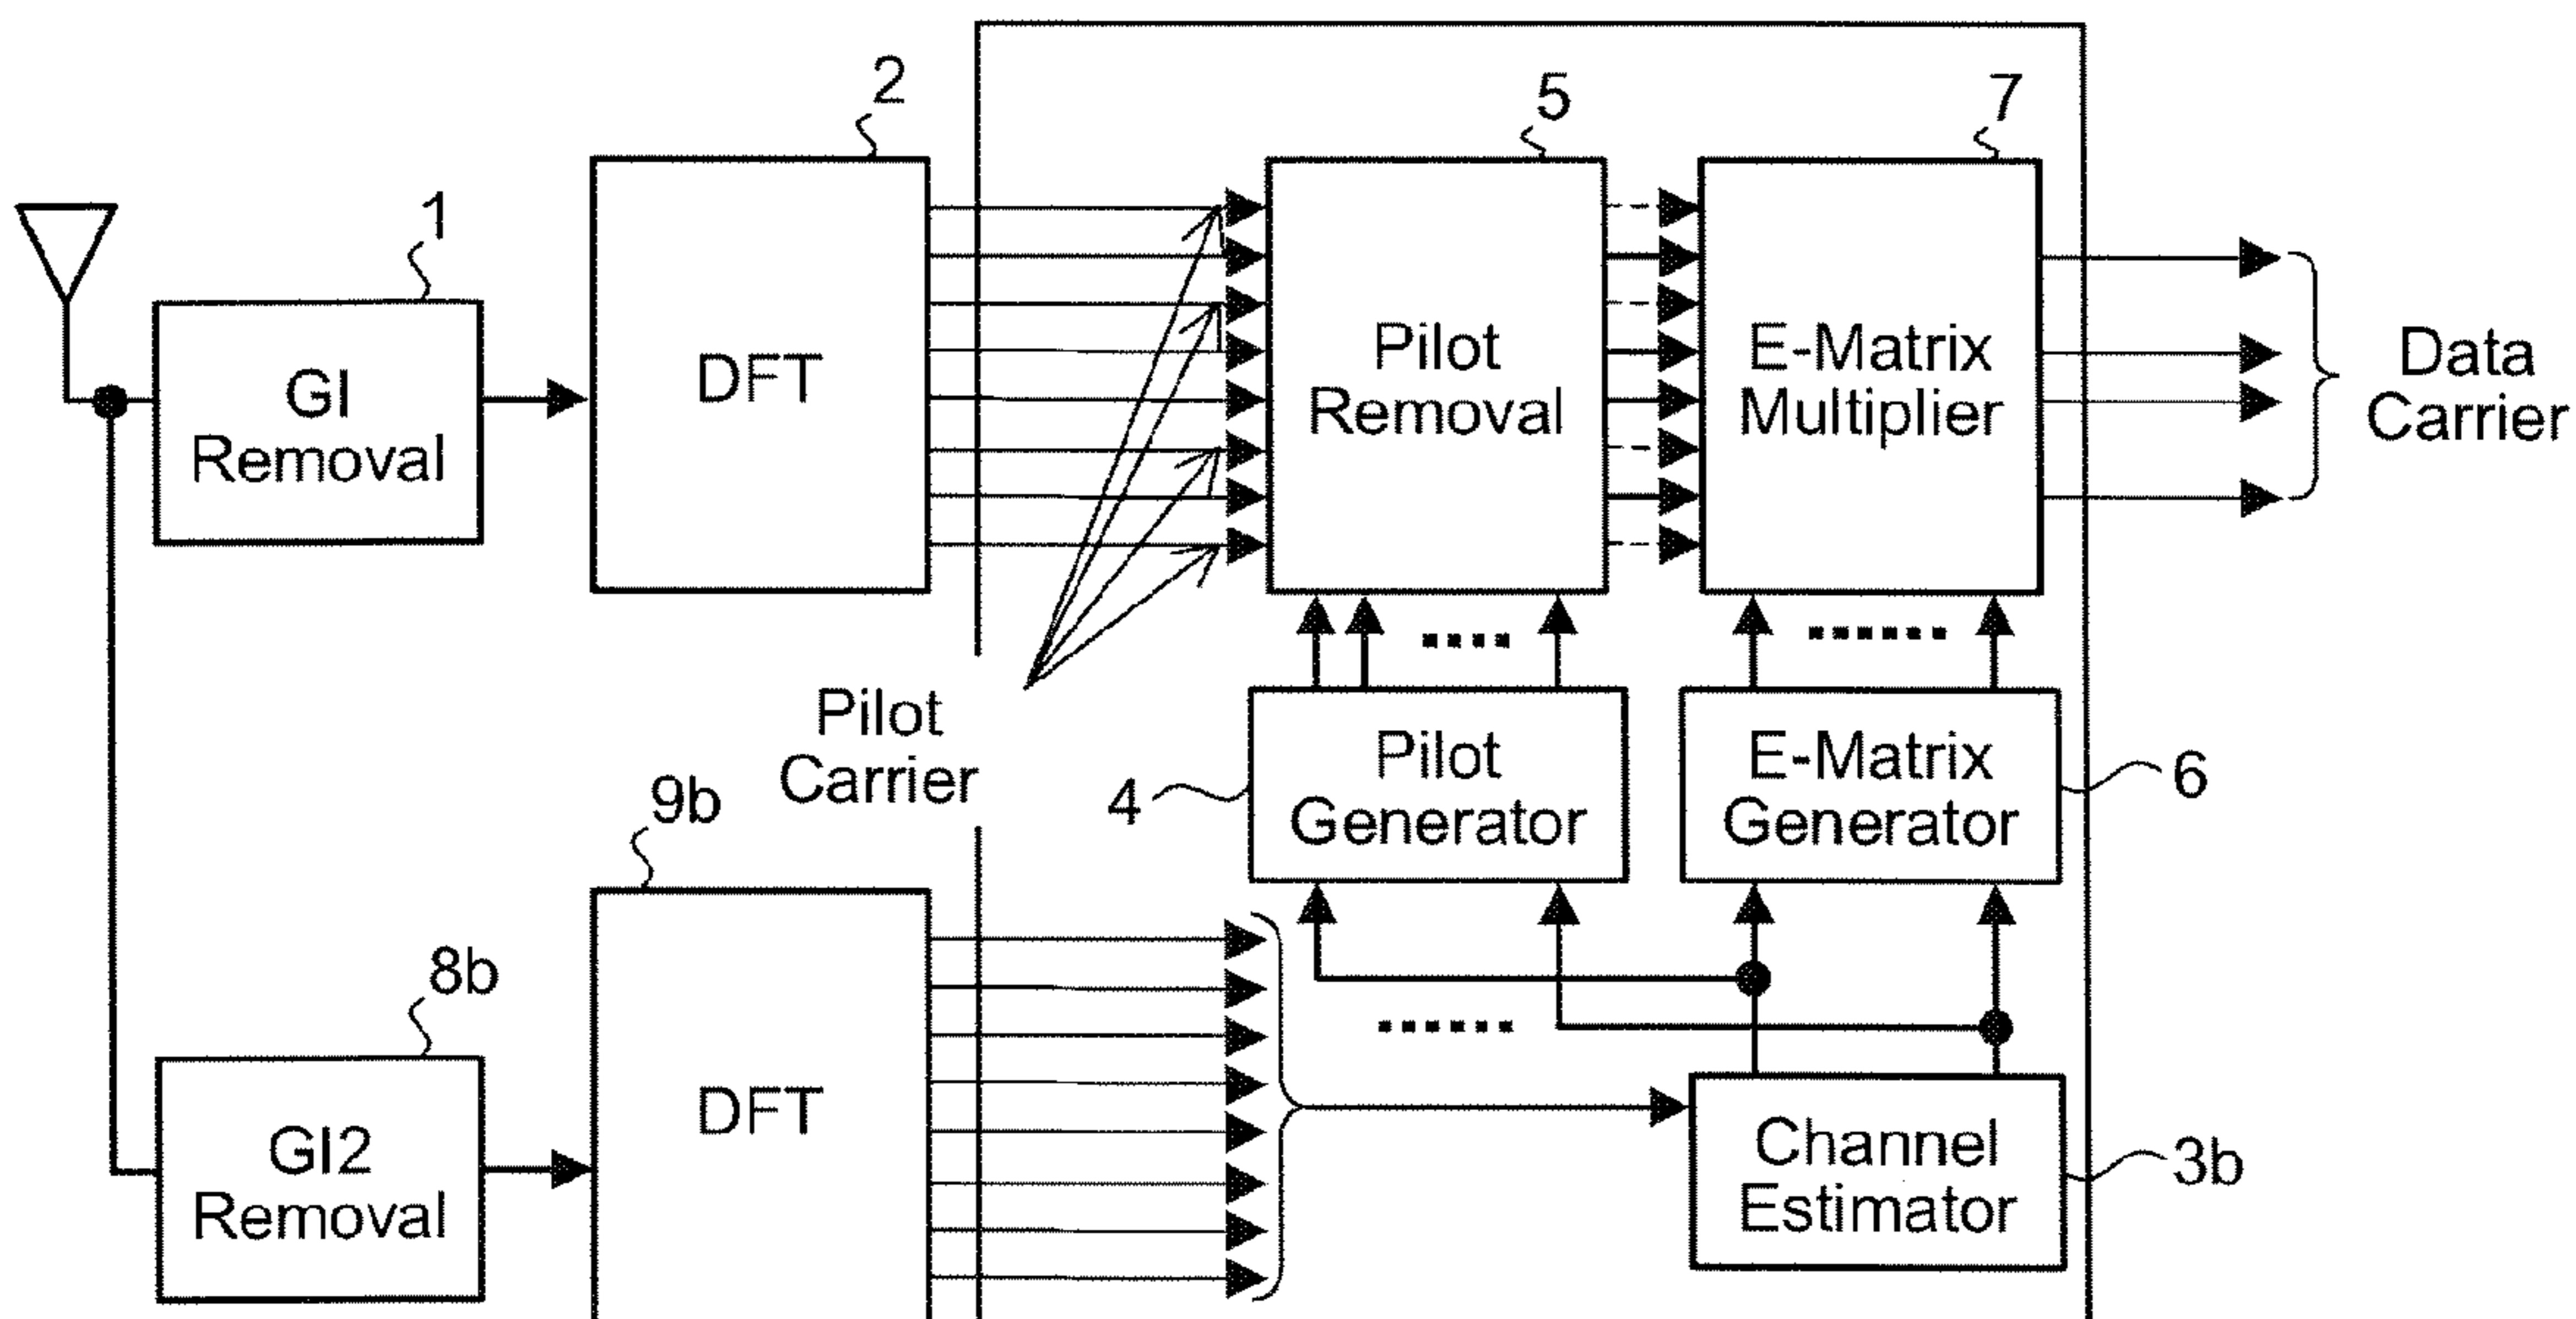 2
5
7
1
GI
Removal
DFT
Pilot
Removal
E-Matrix
Multiplier
Data
Carrier
Pilot
Carrier
4
Pilot
Generator
E-Matrix
Generator
6
9b
8b
GI2
Removal
DFT
Channel
Estimator
3b